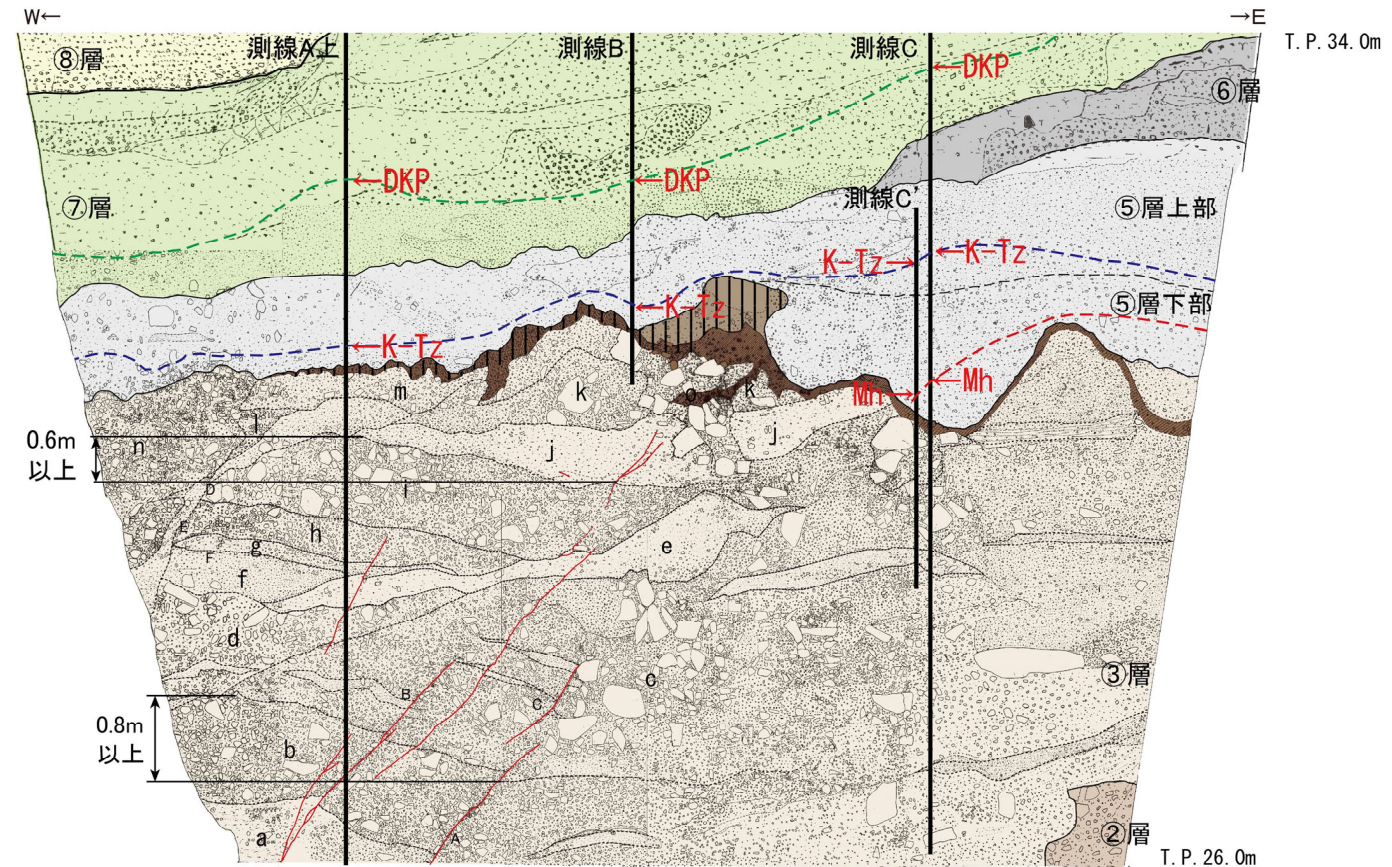 W←
→E
T.P.34.0m
⑧層
測線A上
測線B
測線C
←DKP
⑥層
←DKP
←DKP
⑦層
測線C'
⑤層上部
K-Tz→
←K-Tz
←K-Tz
⑤層下部
←K-Tz
m
k
o
k
Mh→
←Mh
l
n
j
j
0.6m
以上
i
D
E
h
g
F
f
e
d
c
③層
B
C
0.8m
以上
b
a
A
②層
T.P.26.0m